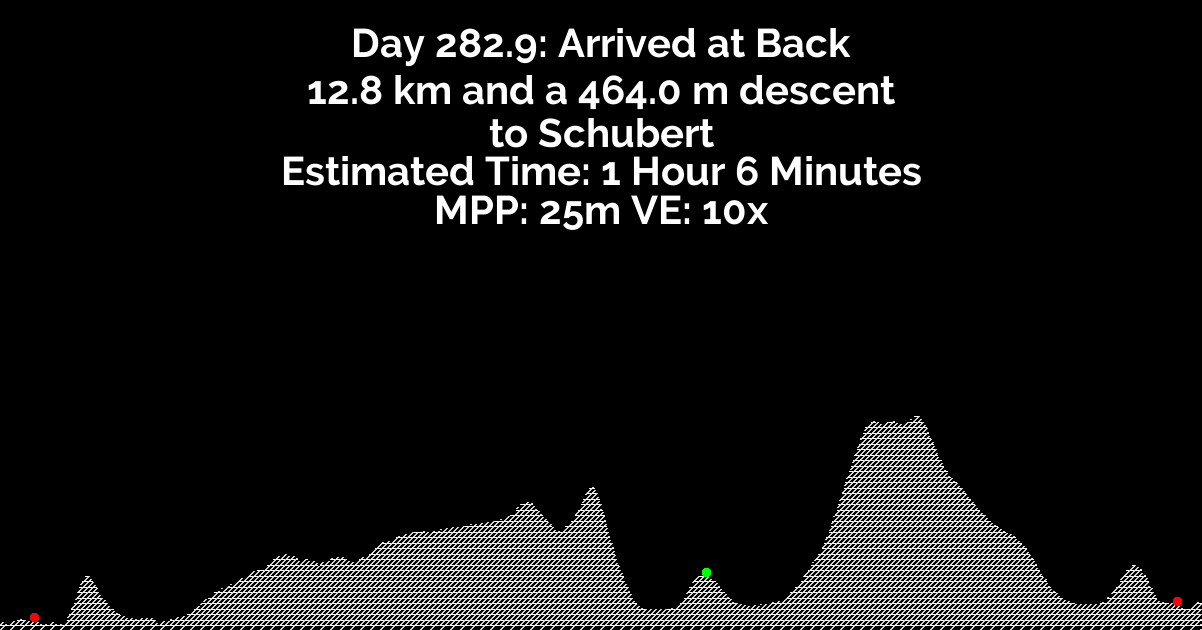 Day 282.9: Arrived at Back
12.8 km and a 464.0 m descent
to Schubert
Estimated Time: 1 Hour 6 Minutes
MPP: 25m VE: 10x